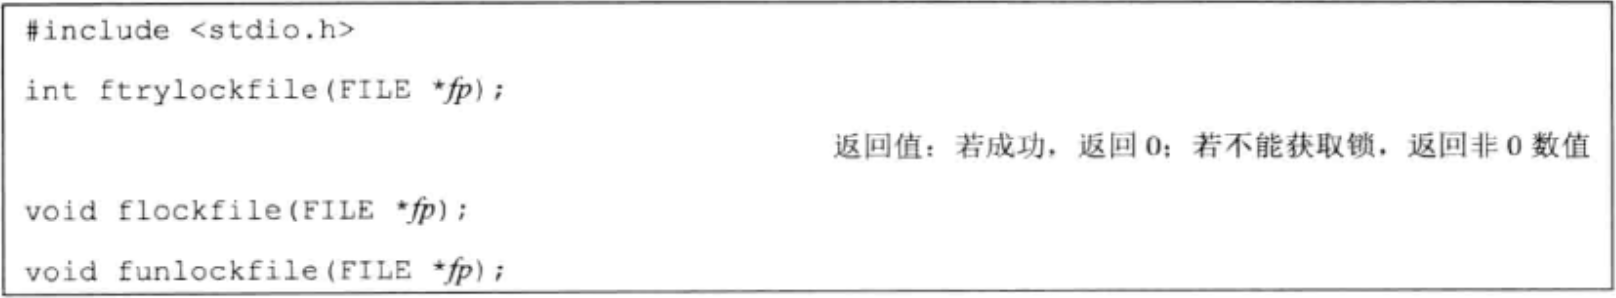 #include <stdio.h>
int ftrylockfile(FILE *fp);
返回值：若成功，返回 0；若不能获取锁，返回非 0 数值
void flockfile(FILE *fp);
void funlockfile(FILE *fp);